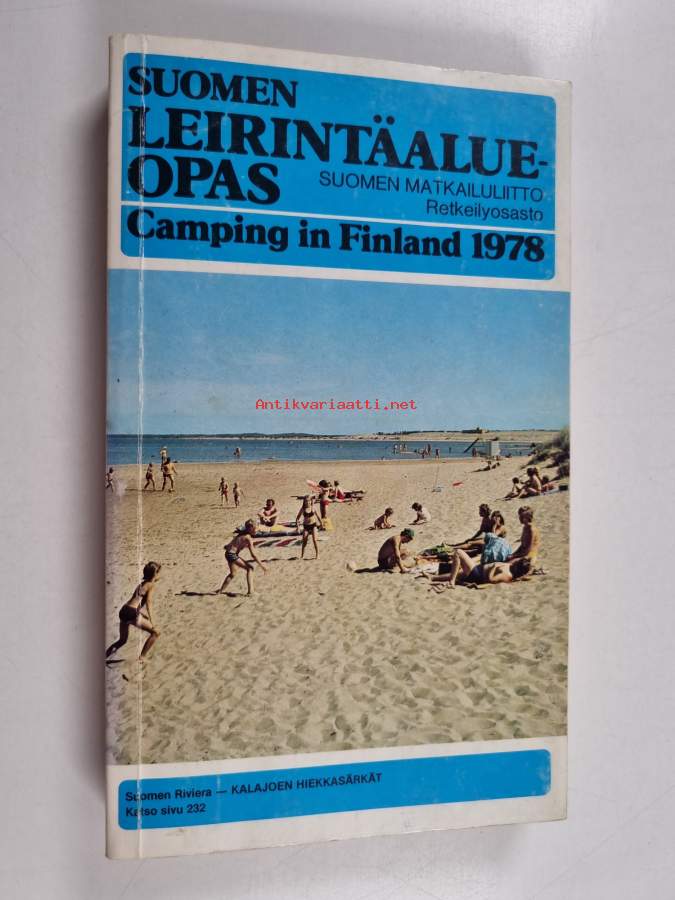 SUOMEN
LEIRINTÄALUE-
OPAS
SUOMEN MATKAILULIITTO
Retkeilyosasto
Camping in Finland 1978
Antikvariaatti.net
Suomen Riviera — KALAJOEN HIEKKASÄRKÄT
Katso sivu 232